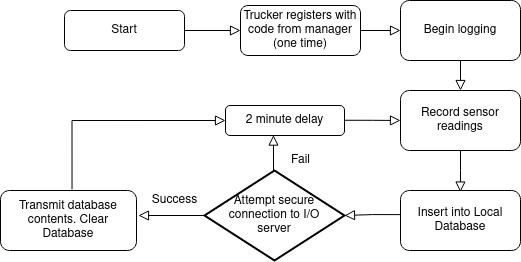 Start
Trucker registers with
code from manager
(one time)
Begin logging
2 minute delay
Record sensor
readings
Fail
Success
Attempt secure
connection to I/O
server
Transmit database
contents. Clear
Database
Insert into Local
Database